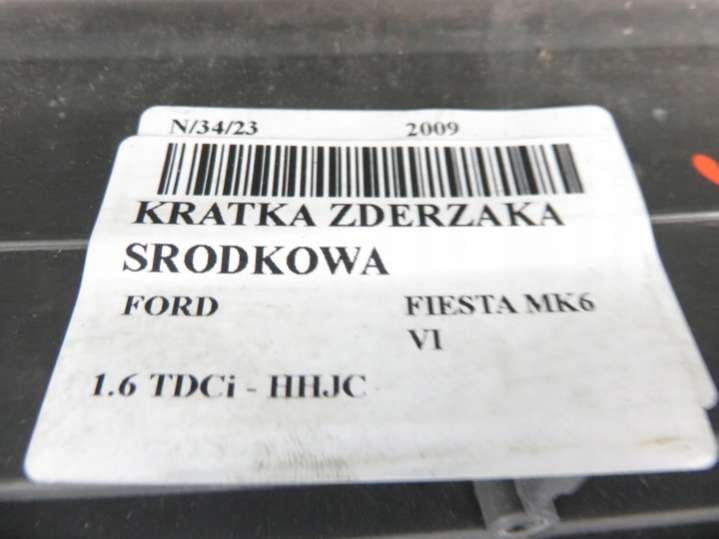 N/34/23 2009
KRATKA ZDERZAKA
SRODKOWA
FORD FIESTA MK6
VI
1.6 TDCi - HHJC